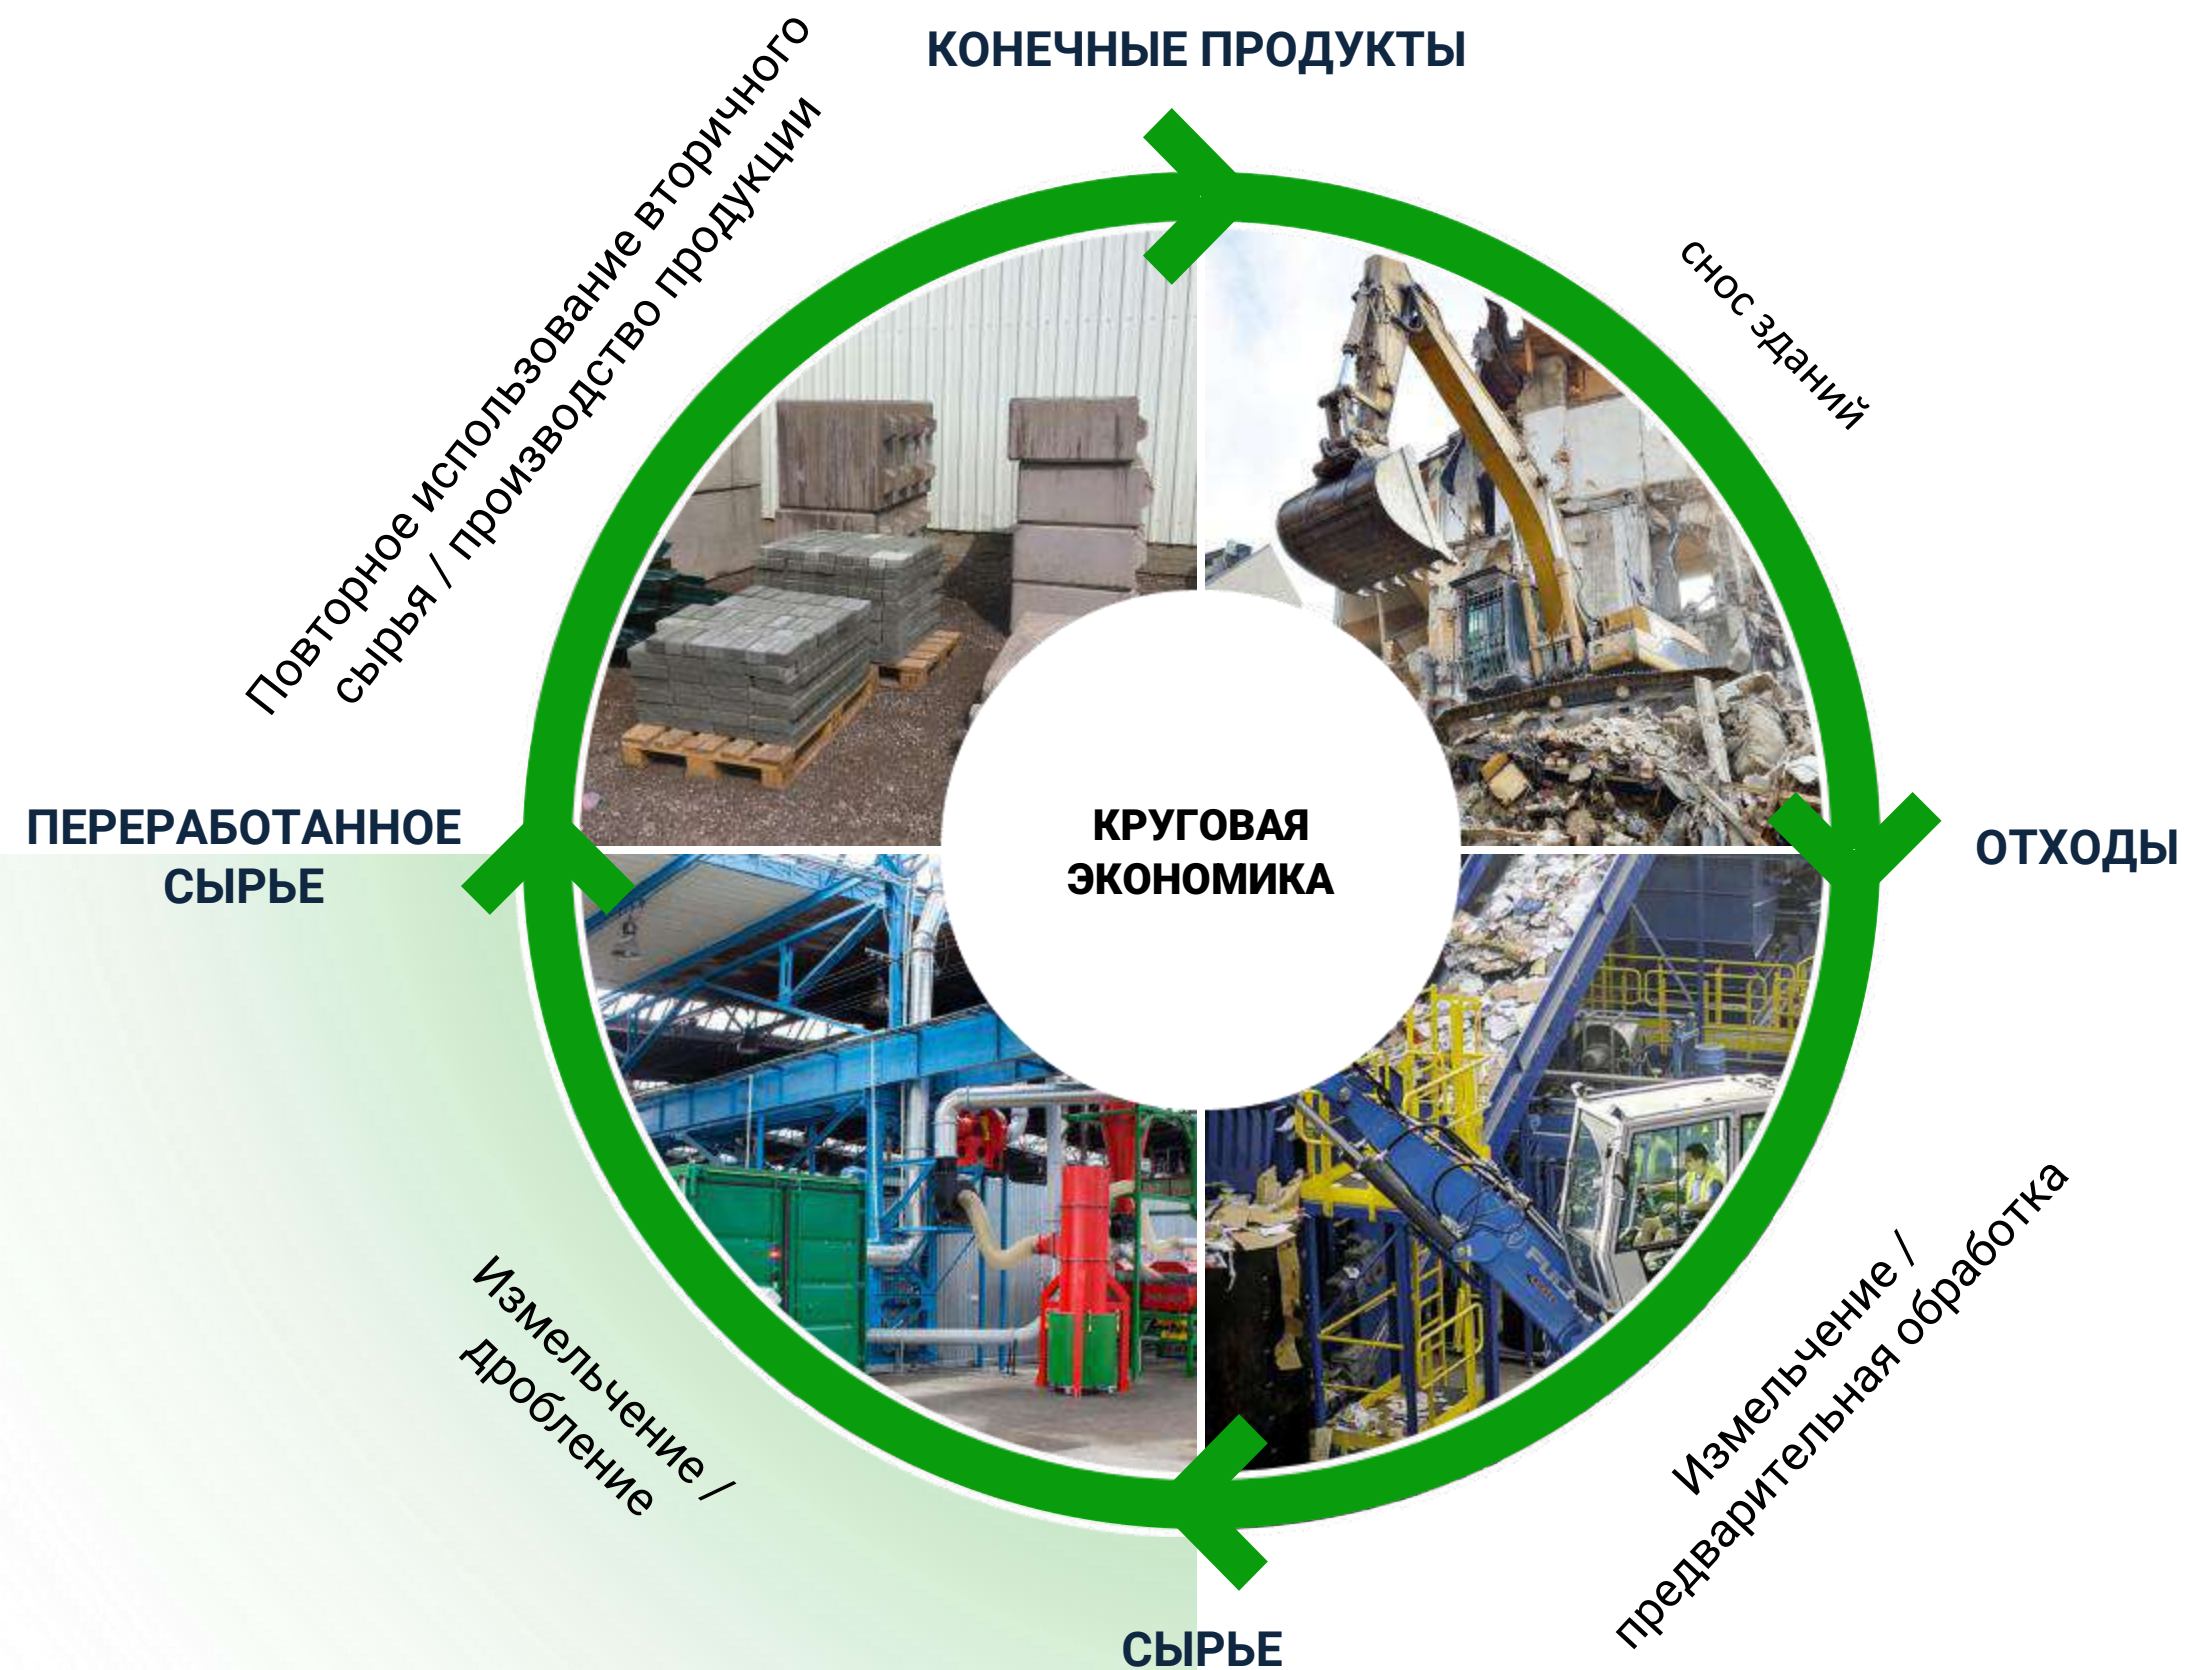 КОНЕЧНЫЕ ПРОДУКТЫ
Повторное использование вторичного
сырья / производство продукции
снос зданий
ПЕРЕРАБОТАННОЕ
СЫРЬЕ
КРУГОВАЯ
ЭКОНОМИКА
ОТХОДЫ
Измельчение /
дробление
Измельчение /
предварительная обработка
СЫРЬЕ